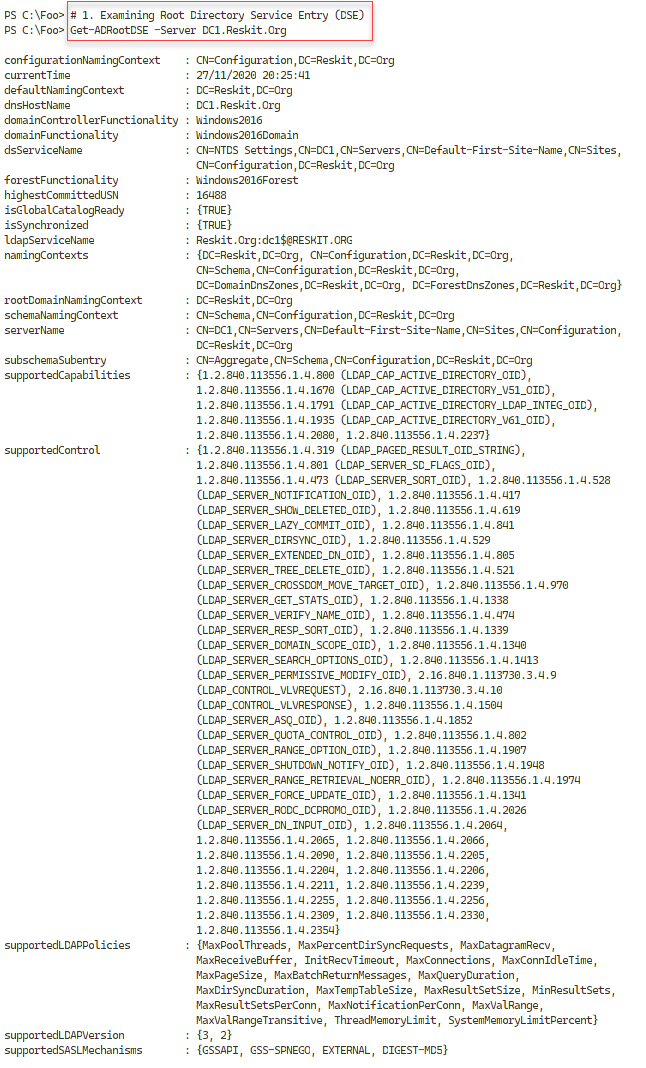 PS C:\Foo> # 1. Examining Root Directory Service Entry (DSE)
PS C:\Foo> Get-ADRootDSE -Server DC1.Reskit.Org
configurationNamingContext : CN=Configuration,DC=Reskit,DC=Org
currentTime : 27/11/2020 20:25:41
defaultNamingContext : DC=Reskit,DC=Org
dnsHostName : DC1.Reskit.Org
domainControllerFunctionality : Windows2016
domainFunctionality : Windows2016Domain
dsServiceName : CN=NTDS Settings,CN=DC1,CN=Servers,CN=Default-First-Site-Name,CN=Sites,
CN=Configuration,DC=Reskit,DC=Org
forestFunctionality : Windows2016Forest
highestCommittedUSN : 16488
isGlobalCatalogReady : {TRUE}
isSynchronized : {TRUE}
ldapServiceName : Reskit.Org:dc1$@RESKIT.ORG
namingContexts : {DC=Reskit,DC=Org, CN=Configuration,DC=Reskit,DC=Org,
CN=Schema,CN=Configuration,DC=Reskit,DC=Org,
DC=DomainDnsZones,DC=Reskit,DC=Org, DC=ForestDnsZones,DC=Reskit,DC=Org}
rootDomainNamingContext : DC=Reskit,DC=Org
schemaNamingContext : CN=Schema,CN=Configuration,DC=Reskit,DC=Org
serverName : CN=DC1,CN=Servers,CN=Default-First-Site-Name,CN=Sites,CN=Configuration,
DC=Reskit,DC=Org
subschemaSubentry : CN=Aggregate,CN=Schema,CN=Configuration,DC=Reskit,DC=Org
supportedCapabilities : {1.2.840.113556.1.4.800 (LDAP_CAP_ACTIVE_DIRECTORY_OID),
1.2.840.113556.1.4.1670 (LDAP_CAP_ACTIVE_DIRECTORY_V51_OID),
1.2.840.113556.1.4.1791 (LDAP_CAP_ACTIVE_DIRECTORY_LDAP_INTEG_OID),
1.2.840.113556.1.4.1935 (LDAP_CAP_ACTIVE_DIRECTORY_V61_OID),
1.2.840.113556.1.4.2080, 1.2.840.113556.1.4.2237}
supportedControl : {1.2.840.113556.1.4.319 (LDAP_PAGED_RESULT_OID_STRING),
1.2.840.113556.1.4.801 (LDAP_SERVER_SD_FLAGS_OID),
1.2.840.113556.1.4.473 (LDAP_SERVER_SORT_OID), 1.2.840.113556.1.4.528
(LDAP_SERVER_NOTIFICATION_OID), 1.2.840.113556.1.4.417
(LDAP_SERVER_SHOW_DELETED_OID), 1.2.840.113556.1.4.619
(LDAP_SERVER_LAZY_COMMIT_OID), 1.2.840.113556.1.4.841
(LDAP_SERVER_DIRSYNC_OID), 1.2.840.113556.1.4.529
(LDAP_SERVER_EXTENDED_DN_OID), 1.2.840.113556.1.4.805
(LDAP_SERVER_TREE_DELETE_OID), 1.2.840.113556.1.4.521
(LDAP_SERVER_CROSSDOM_MOVE_TARGET_OID), 1.2.840.113556.1.4.970
(LDAP_SERVER_GET_STATS_OID), 1.2.840.113556.1.4.1338
(LDAP_SERVER_VERIFY_NAME_OID), 1.2.840.113556.1.4.474
(LDAP_SERVER_RESP_SORT_OID), 1.2.840.113556.1.4.1339
(LDAP_SERVER_DOMAIN_SCOPE_OID), 1.2.840.113556.1.4.1340
(LDAP_SERVER_SEARCH_OPTIONS_OID), 1.2.840.113556.1.4.1413
(LDAP_SERVER_PERMISSIVE_MODIFY_OID), 2.16.840.1.113730.3.4.9
(LDAP_CONTROL_VLVREQUEST), 2.16.840.1.113730.3.4.10
(LDAP_CONTROL_VLVRESPONSE), 1.2.840.113556.1.4.1504
(LDAP_SERVER_ASQ_OID), 1.2.840.113556.1.4.1852
(LDAP_SERVER_QUOTA_CONTROL_OID), 1.2.840.113556.1.4.802
(LDAP_SERVER_RANGE_OPTION_OID), 1.2.840.113556.1.4.1907
(LDAP_SERVER_SHUTDOWN_NOTIFY_OID), 1.2.840.113556.1.4.1948
(LDAP_SERVER_RANGE_RETRIEVAL_NOERR_OID), 1.2.840.113556.1.4.1974
(LDAP_SERVER_FORCE_UPDATE_OID), 1.2.840.113556.1.4.1341
(LDAP_SERVER_RODC_DCPROMO_OID), 1.2.840.113556.1.4.2026
(LDAP_SERVER_DN_INPUT_OID), 1.2.840.113556.1.4.2064,
1.2.840.113556.1.4.2065, 1.2.840.113556.1.4.2066,
1.2.840.113556.1.4.2090, 1.2.840.113556.1.4.2205,
1.2.840.113556.1.4.2204, 1.2.840.113556.1.4.2206,
1.2.840.113556.1.4.2211, 1.2.840.113556.1.4.2239,
1.2.840.113556.1.4.2255, 1.2.840.113556.1.4.2256,
1.2.840.113556.1.4.2309, 1.2.840.113556.1.4.2330,
1.2.840.113556.1.4.2354}
supportedLDAPPolicies : {MaxPoolThreads, MaxPercentDirSyncRequests, MaxDatagramRecv,
MaxReceiveBuffer, InitRecvTimeout, MaxConnections, MaxConnIdleTime,
MaxPageSize, MaxBatchReturnMessages, MaxQueryDuration,
MaxDirSyncDuration, MaxTempTableSize, MaxResultSetSize, MinResultSets,
MaxResultSetsPerConn, MaxNotificationPerConn, MaxValRange,
MaxValRangeTransitive, ThreadMemoryLimit, SystemMemoryLimitPercent}
supportedLDAPVersion : {3, 2}
supportedSASLMechanisms : {GSSAPI, GSS-SPNEGO, EXTERNAL, DIGEST-MD5}